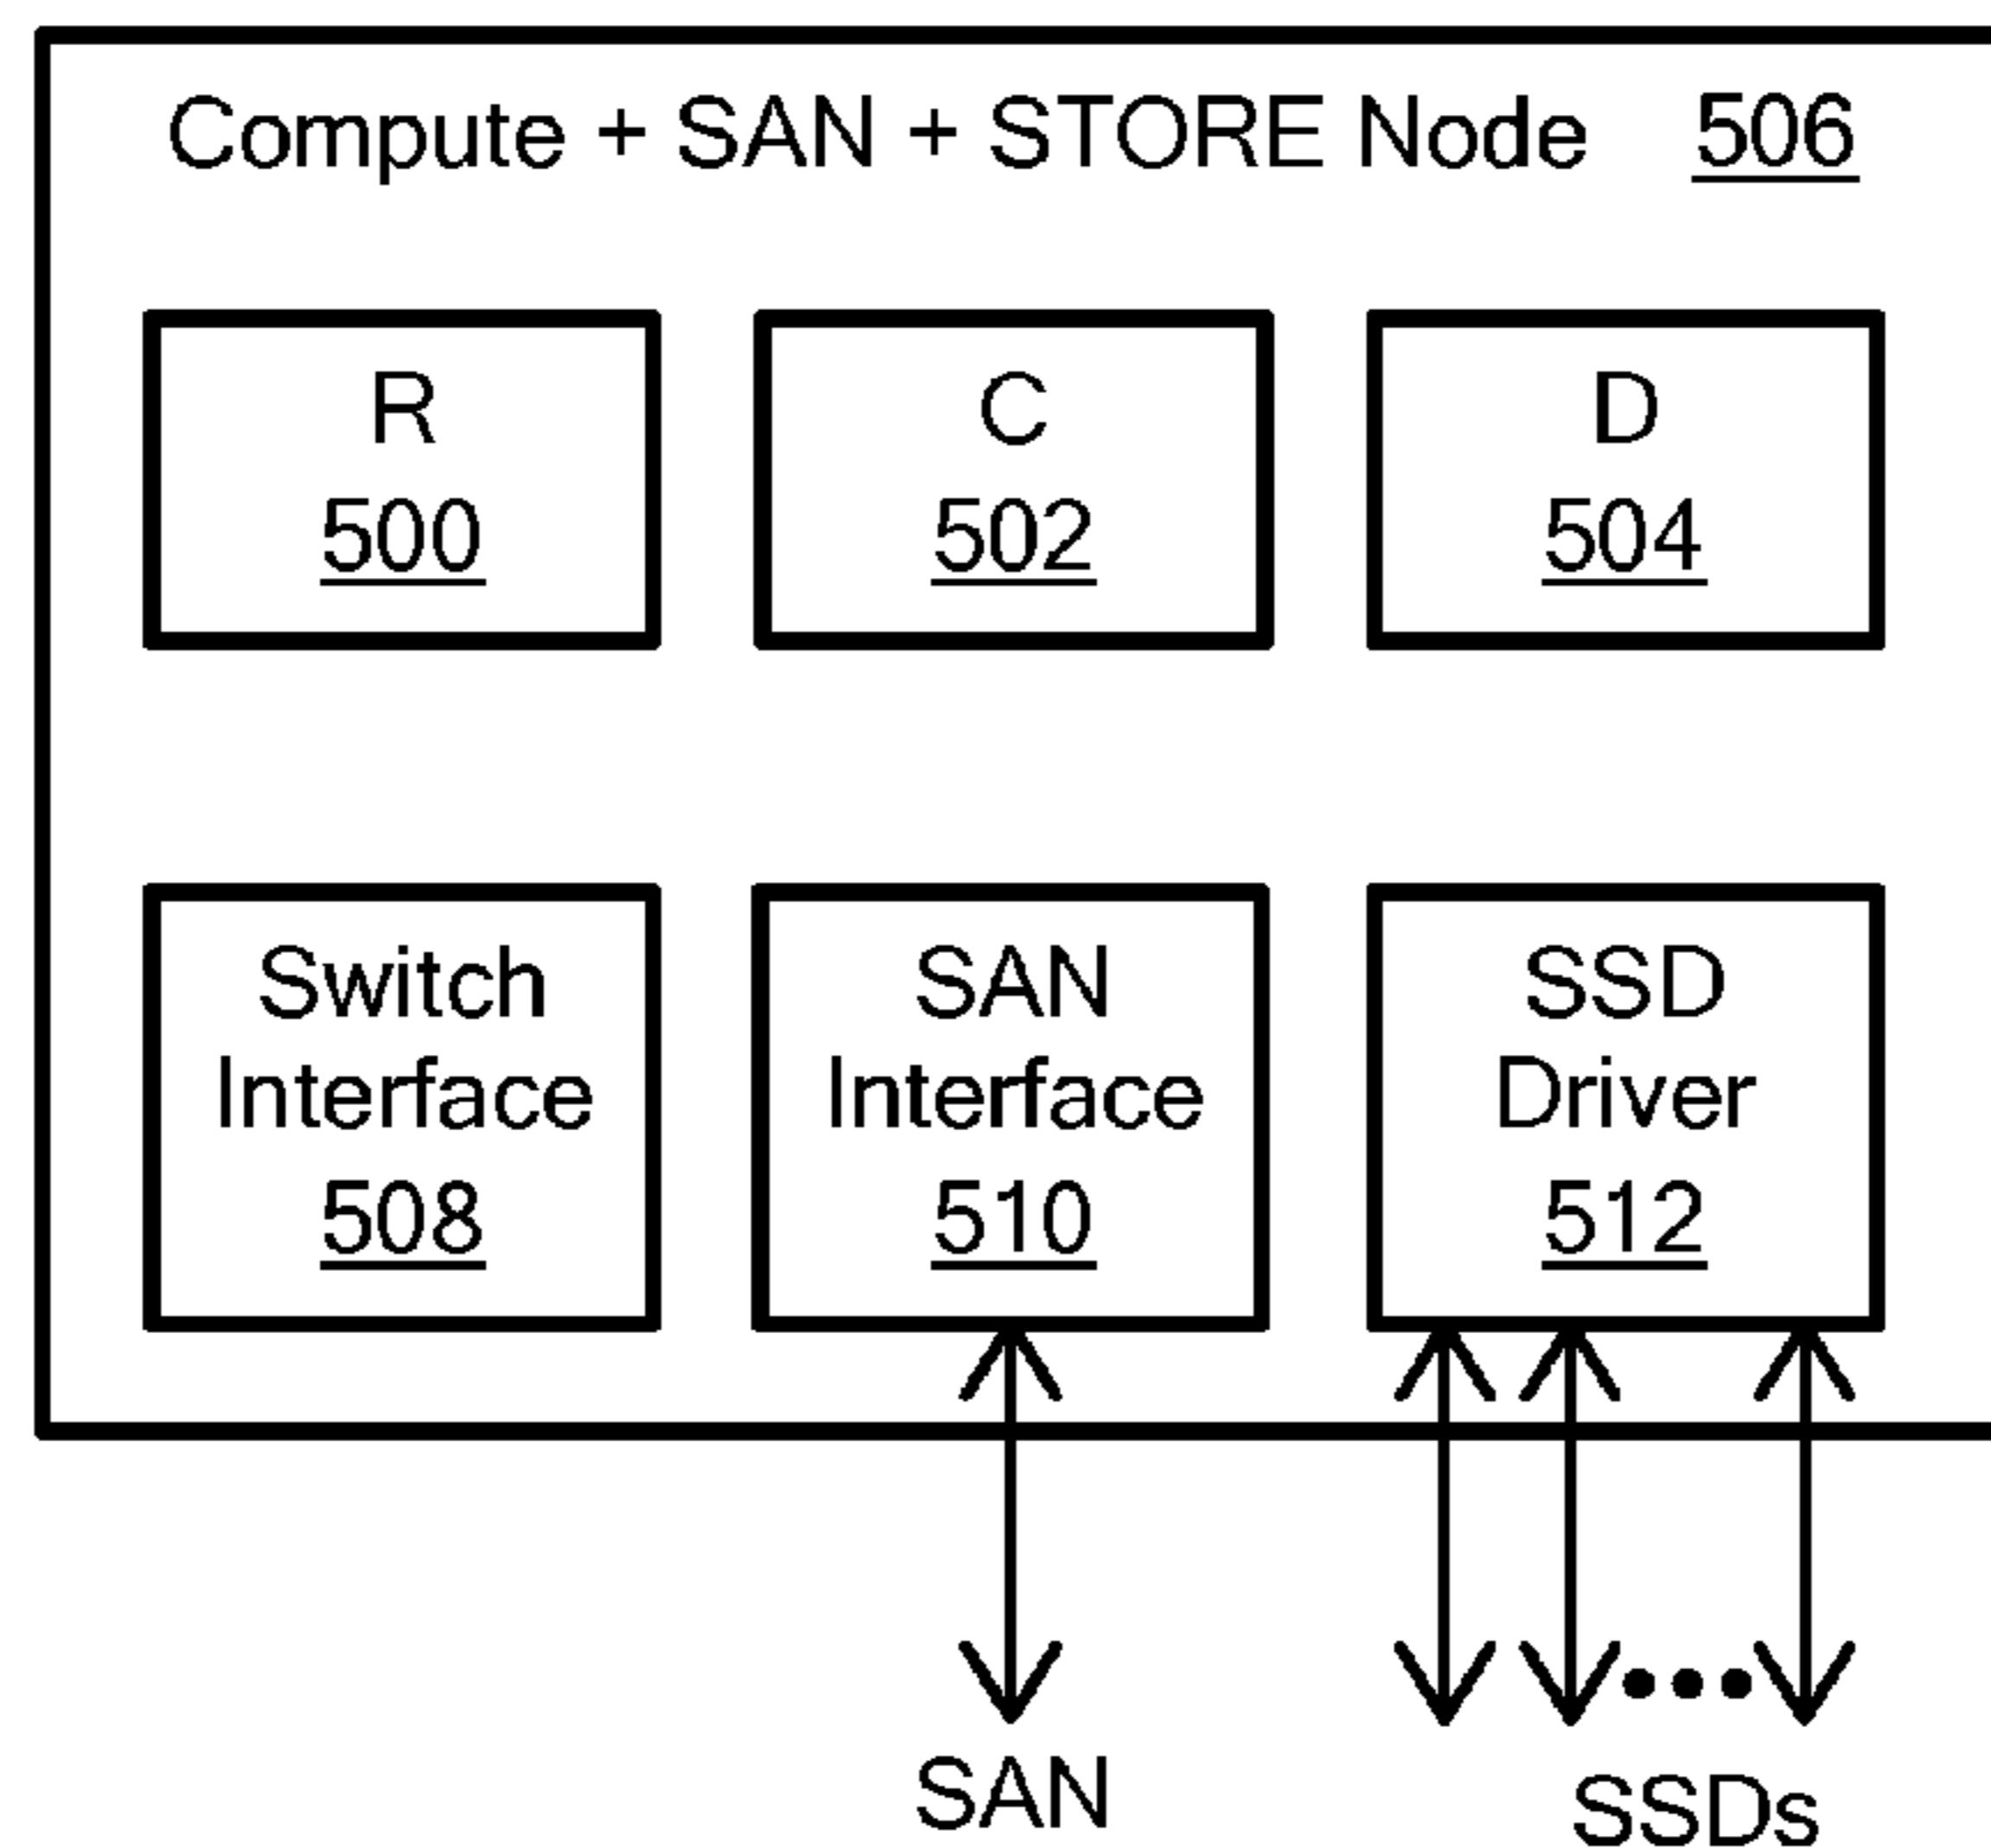 Compute + SAN + STORE Node 506
R
500
C
502
D
504
Switch
Interface
508
SAN
Interface
510
SSD
Driver
512
SAN
SSDs